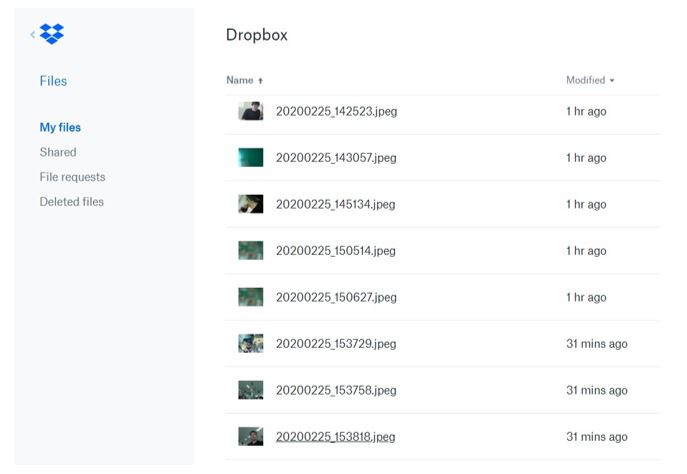 Dropbox
Files
My files
Shared
File requests
Deleted files
Name Modified
20200225_142523.jpeg 1 hr ago
20200225_143057.jpeg 1 hr ago
20200225_145134.jpeg 1 hr ago
20200225_150514.jpeg 1 hr ago
20200225_150627.jpeg 1 hr ago
20200225_153729.jpeg 31 mins ago
20200225_153758.jpeg 31 mins ago
20200225_153818.jpeg 31 mins ago